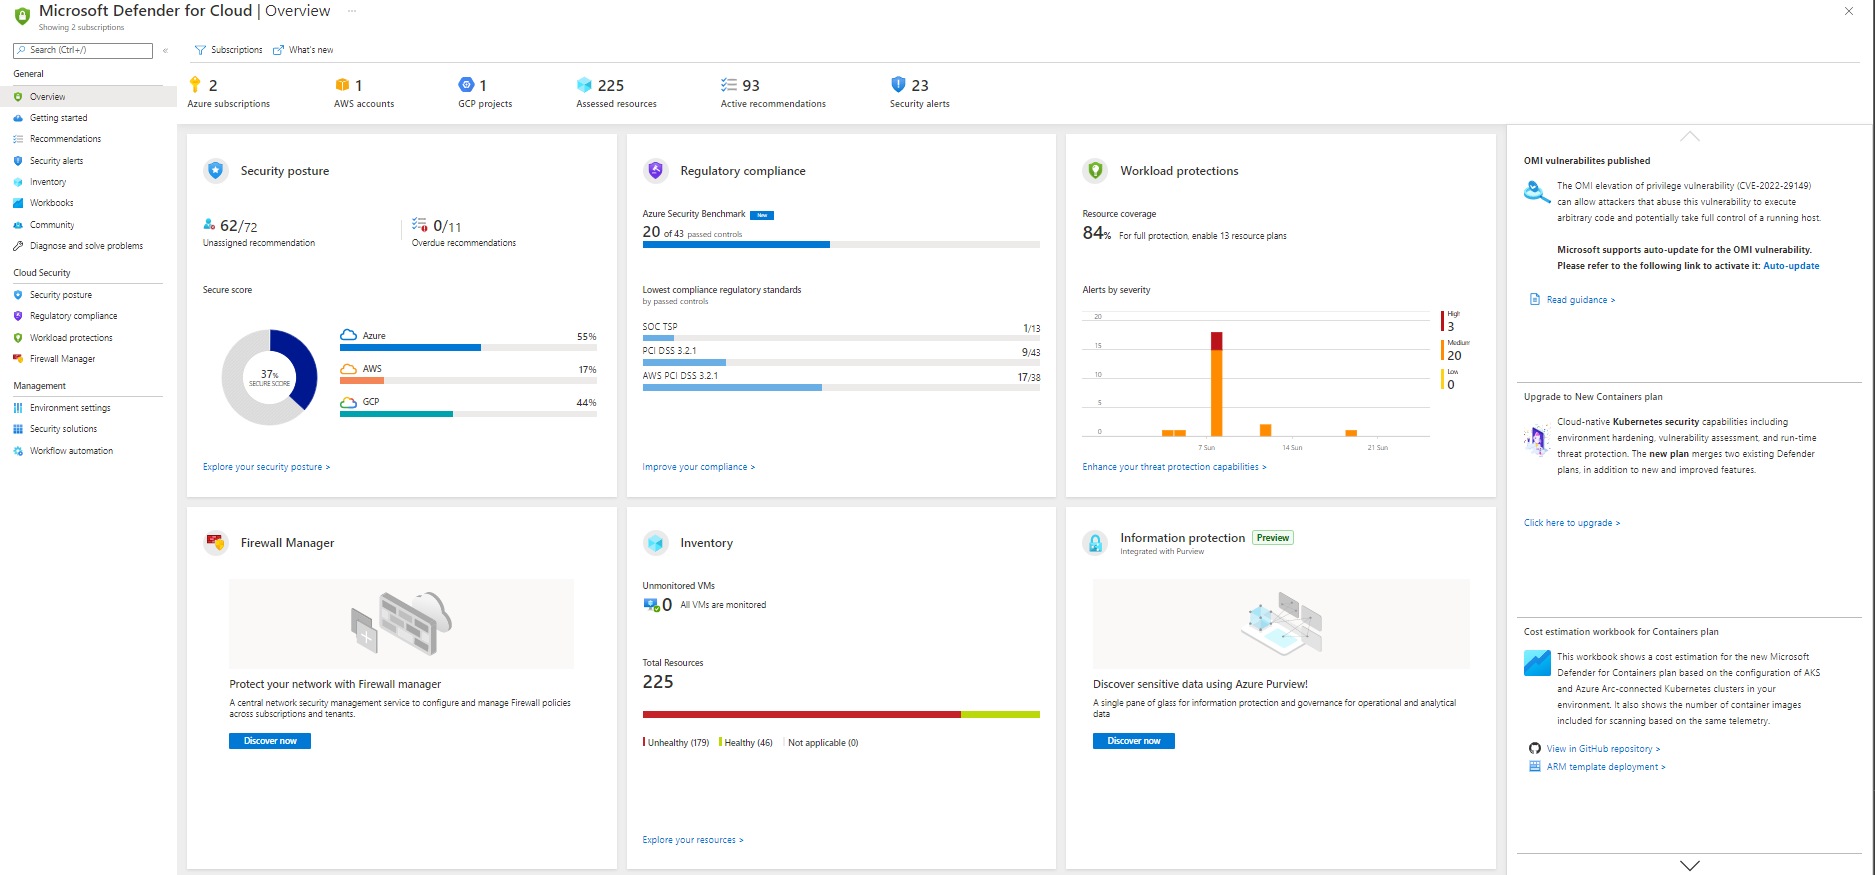 Microsoft Defender for Cloud | Overview ...
Showing 2 subscriptions
Search (Ctrl+/)
«
General
Overview
Getting started
Recommendations
Security alerts
Inventory
Workbooks
Community
Diagnose and solve problems
Cloud Security
Security posture
Regulatory compliance
Workload protections
Firewall Manager
Management
Environment settings
Security solutions
Workflow automation
Subscriptions
What's new
2
Azure subscriptions
1
AWS accounts
1
GCP projects
225
Assessed resources
93
Active recommendations
23
Security alerts
Security posture
62/72
Unassigned recommendation
0/11
Overdue recommendations
Secure score
37%
SECURE SCORE
Azure 55%
AWS 17%
GCP 44%
Explore your security posture >
Regulatory compliance
Azure Security Benchmark New
20 of 43 passed controls
Lowest compliance regulatory standards
by passed controls
SOC TSP 1/13
PCI DSS 3.2.1 9/43
AWS PCI DSS 3.2.1 17/38
Improve your compliance >
Workload protections
Resource coverage
84% For full protection, enable 13 resource plans
Alerts by severity
20
15
10
5
0
7 Sun 14 Sun 21 Sun
High
3
Medium
20
Low
0
Enhance your threat protection capabilities >
Firewall Manager
Protect your network with Firewall manager
A central network security management service to configure and manage Firewall policies
across subscriptions and tenants.
Discover now
Inventory
Unmonitored VMs
0 All VMs are monitored
Total Resources
225
Unhealthy (179) Healthy (46) Not applicable (0)
Explore your resources >
Information protection Preview
Integrated with Purview
Discover sensitive data using Azure Purview!
A single pane of glass for information protection and governance for operational and analytical
data
Discover now
OMI vulnerabilites published
The OMI elevation of privilege vulnerability (CVE-2022-29149)
can allow attackers that abuse this vulnerability to execute
arbitrary code and potentially take full control of a running host.
Microsoft supports auto-update for the OMI vulnerability.
Please refer to the following link to activate it: Auto-update
Read guidance >
Upgrade to New Containers plan
Cloud-native Kubernetes security capabilities including
environment hardening, vulnerability assessment, and run-time
threat protection. The new plan merges two existing Defender
plans, in addition to new and improved features.
Click here to upgrade >
Cost estimation workbook for Containers plan
This workbook shows a cost estimation for the new Microsoft
Defender for Containers plan based on the configuration of AKS
and Azure Arc-connected Kubernetes clusters in your
environment. It also shows the number of container images
included for scanning based on the same telemetry.
View in GitHub repository >
ARM template deployment >